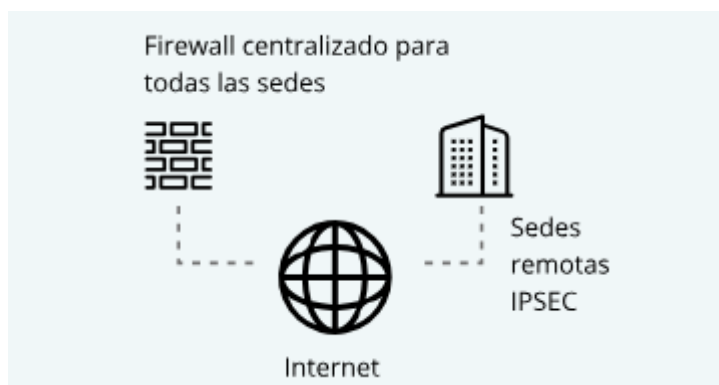 Firewall centralizado para
todas las sedes
Sedes
remotas
IPSEC
Internet